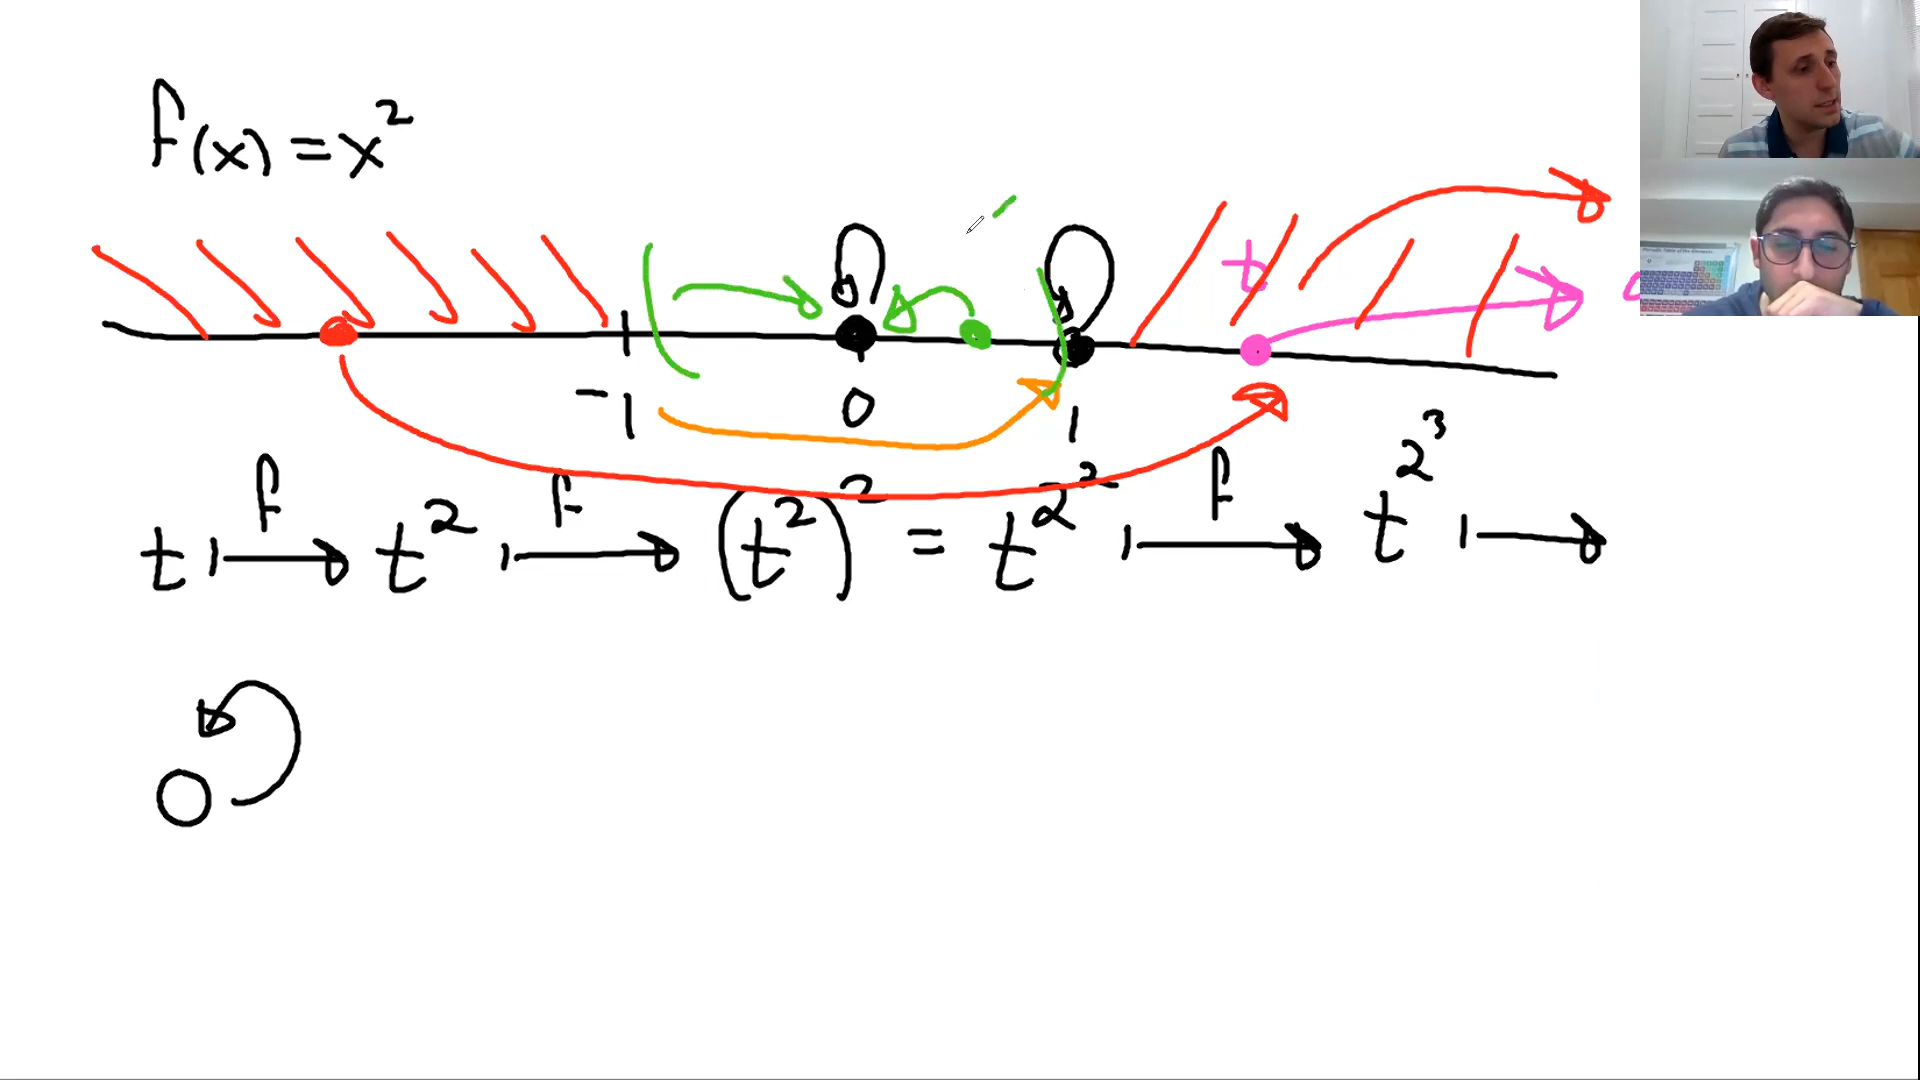 f(x) = x²
t
-1 0 1
t ↦ᶠ t² ↦ᶠ (t²)² = t^{2²} ↦ᶠ t^{2³} ↦